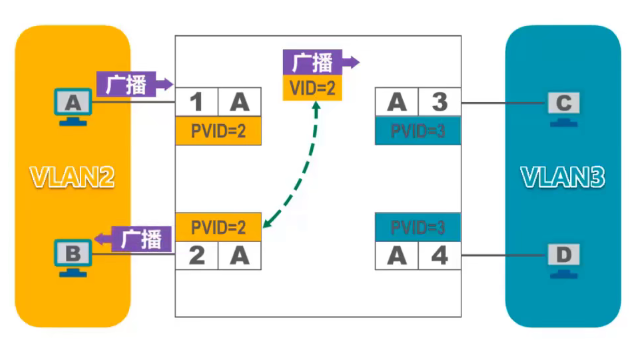 广播
VID=2
A
广播
1 A
PVID=2
A 3
PVID=3
C
VLAN2
VLAN3
B
广播
PVID=2
2 A
PVID=3
A 4
D